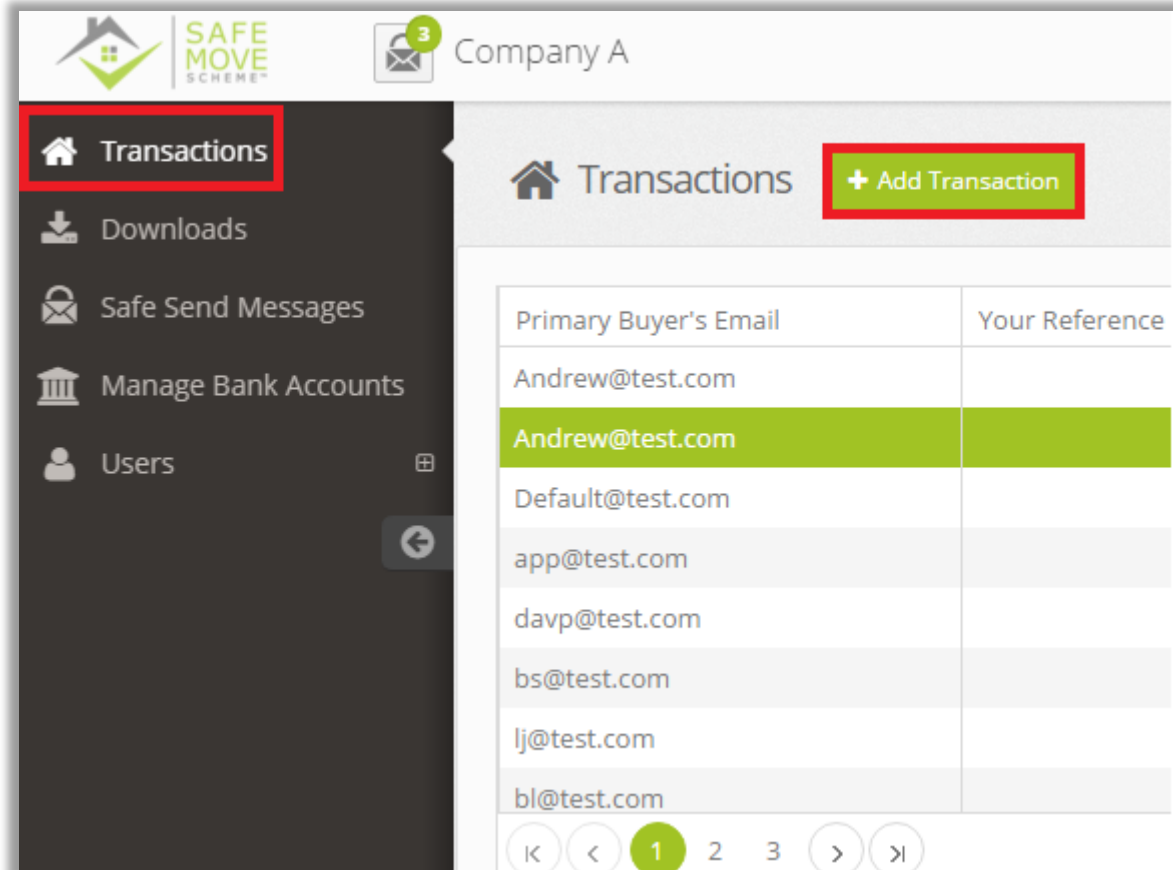 SAFE
MOVE
SCHEME™
3
Company A
Transactions
Downloads
Safe Send Messages
Manage Bank Accounts
Users
Transactions
+ Add Transaction
Primary Buyer's Email Your Reference
Andrew@test.com
Andrew@test.com
Default@test.com
app@test.com
davp@test.com
bs@test.com
lj@test.com
bl@test.com
1 2 3